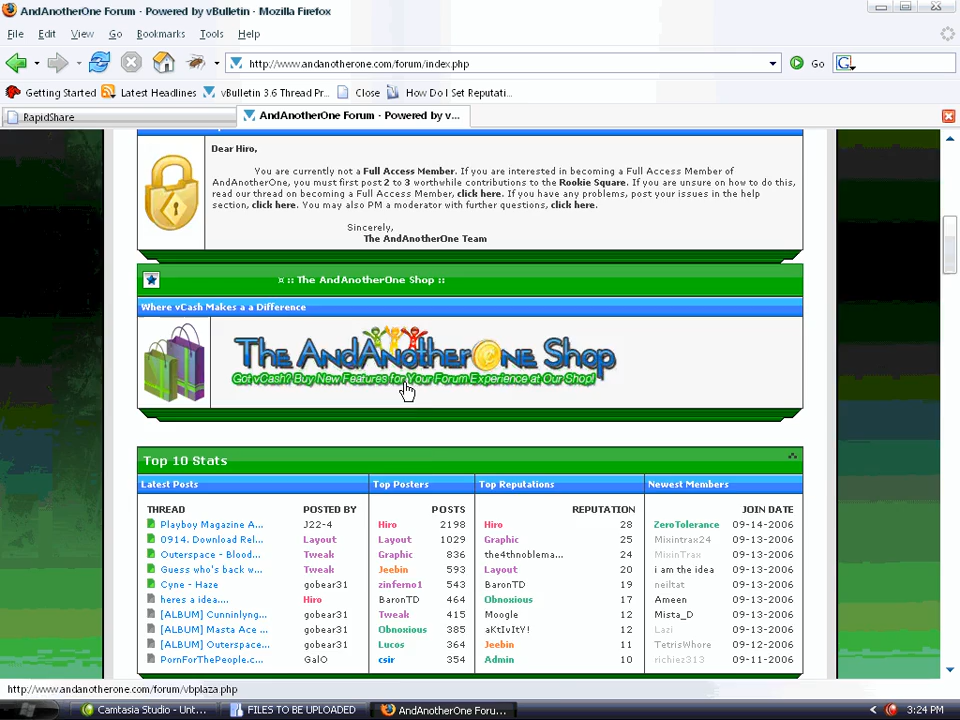 AndAnotherOne Forum - Powered by vBulletin - Mozilla Firefox
File Edit View Go Bookmarks Tools Help
http://www.andanotherone.com/forum/index.php Go
Getting Started Latest Headlines vBulletin 3.6 Thread Pr... Close How Do I Set Reputati...
RapidShare AndAnotherOne Forum - Powered by v...
Dear Hiro,
You are currently not a Full Access Member. If you are interested in becoming a Full Access Member of
AndAnotherOne, you must first post 2 to 3 worthwhile contributions to the Rookie Square. If you are unsure on how to do this,
read our thread on becoming a Full Access Member, click here. If you have any problems, post your issues in the help
section, click here. You may also PM a moderator with further questions, click here.
Sincerely,
The AndAnotherOne Team
¤ :: The AndAnotherOne Shop ::
Where vCash Makes a a Difference
The AndAnotherOne Shop
Got vCash? Buy New Features for Your Forum Experience at Our Shop!
Top 10 Stats
Latest Posts Top Posters Top Reputations Newest Members
THREAD POSTED BY POSTS REPUTATION JOIN DATE
Playboy Magazine A... J22-4 Hiro 2198 Hiro 28 ZeroTolerance 09-14-2006
0914. Download Rel... Layout Layout 1029 Graphic 25 Mixintrax24 09-13-2006
Outerspace - Blood... Tweak Graphic 836 the4thnoblema... 24 MixinTrax 09-13-2006
Guess who's back w... Tweak Jeebin 593 Layout 20 i am the idea 09-13-2006
Cyne - Haze gobear31 zinferno1 543 BaronTD 19 neiltat 09-13-2006
heres a idea.... Hiro BaronTD 464 Obnoxious 17 Ameen 09-13-2006
[ALBUM] Cunninlyng... gobear31 Tweak 415 Moogle 12 Mista_D 09-13-2006
[ALBUM] Masta Ace ... gobear31 Obnoxious 385 aKtIvItY! 12 Lazi 09-13-2006
[ALBUM] Outerspace... gobear31 Lucos 364 Jeebin 11 TetrisWhore 09-12-2006
PornForThePeople.c... GalO csir 354 Admin 10 richiez313 09-11-2006
http://www.andanotherone.com/forum/vbplaza.php
Camtasia Studio - Unt... FILES TO BE UPLOADED AndAnotherOne Foru... 3:24 PM